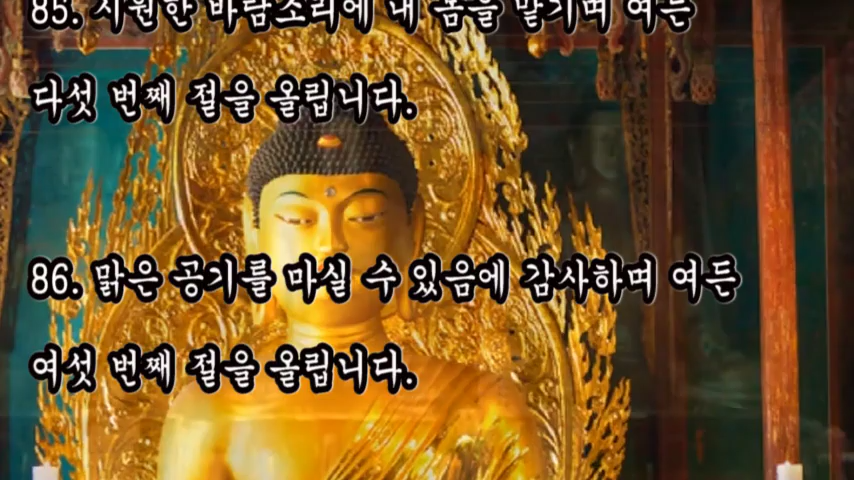 85. 시원한 바람소리에 내 몸을 맡기며 여든
다섯 번째 절을 올립니다.
86. 맑은 공기를 마실 수 있음에 감사하며 여든
여섯 번째 절을 올립니다.